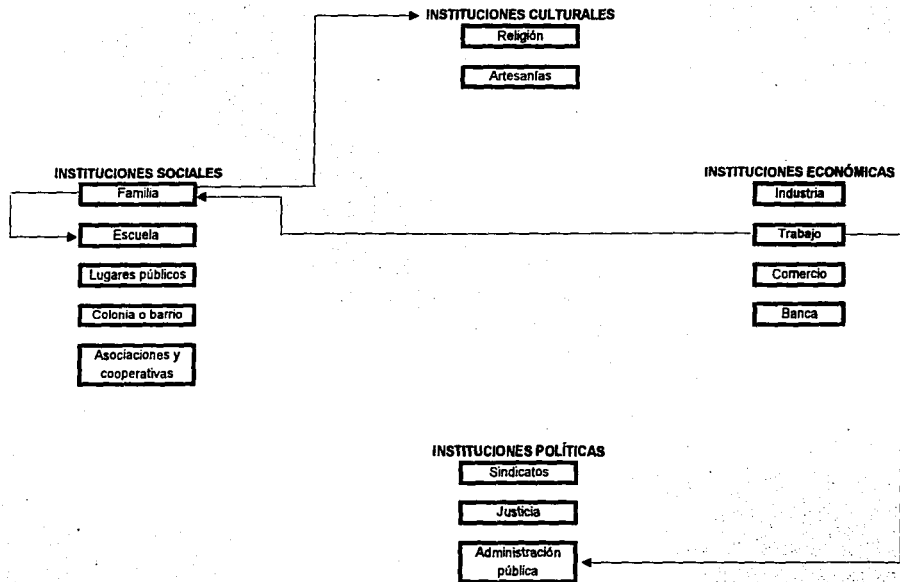 INSTITUCIONES CULTURALES
Religión
Artesanías
INSTITUCIONES SOCIALES
Familia
Escuela
Lugares públicos
Colonia o barrio
Asociaciones y
cooperativas
INSTITUCIONES ECONÓMICAS
Industria
Trabajo
Comercio
Banca
INSTITUCIONES POLÍTICAS
Sindicatos
Justicia
Administración
pública